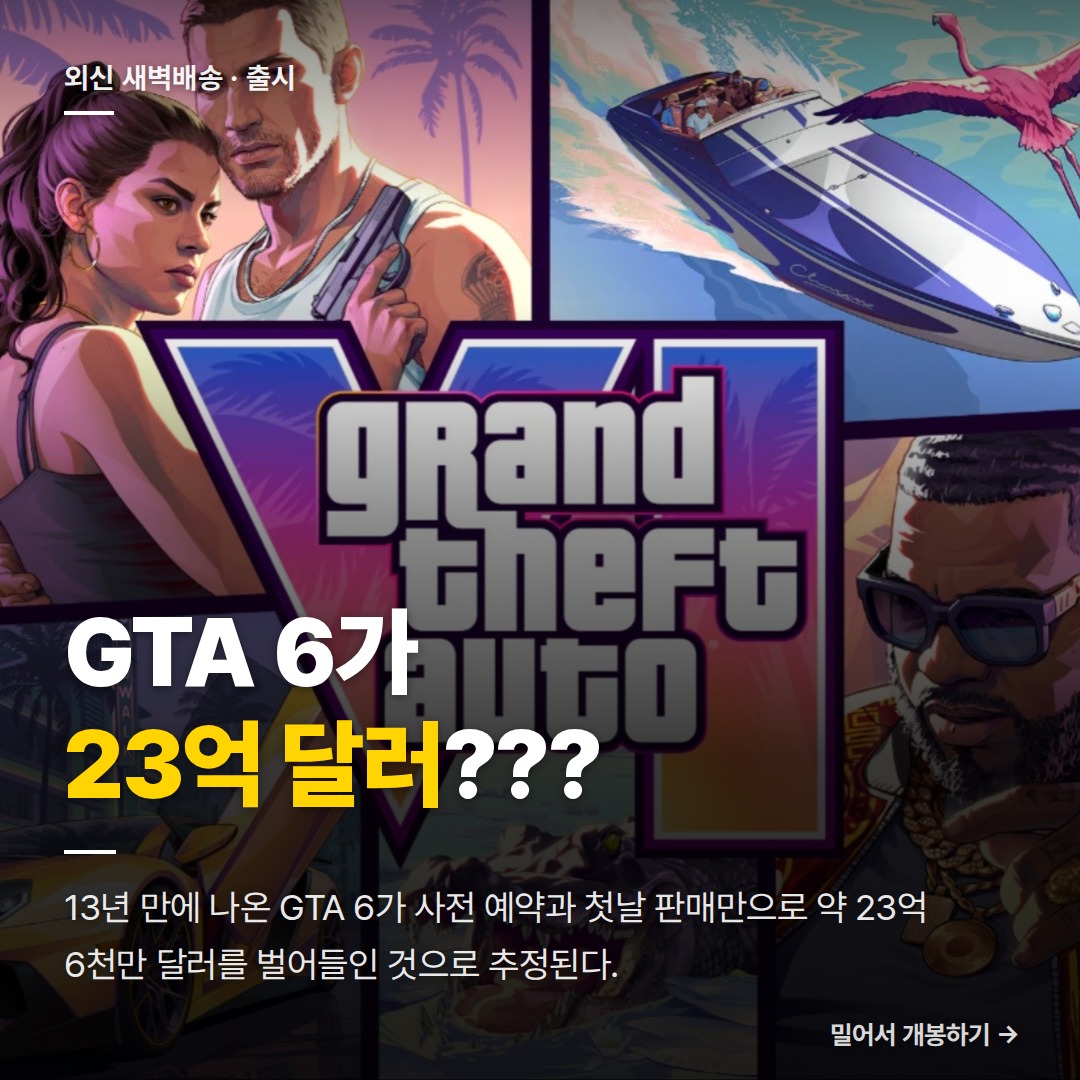 외신 새벽배송 · 출시
VI
grand
theft
auto
GTA 6가
23억 달러???
13년 만에 나온 GTA 6가 사전 예약과 첫날 판매만으로 약 23억
6천만 달러를 벌어들인 것으로 추정된다.
밀어서 개봉하기 →